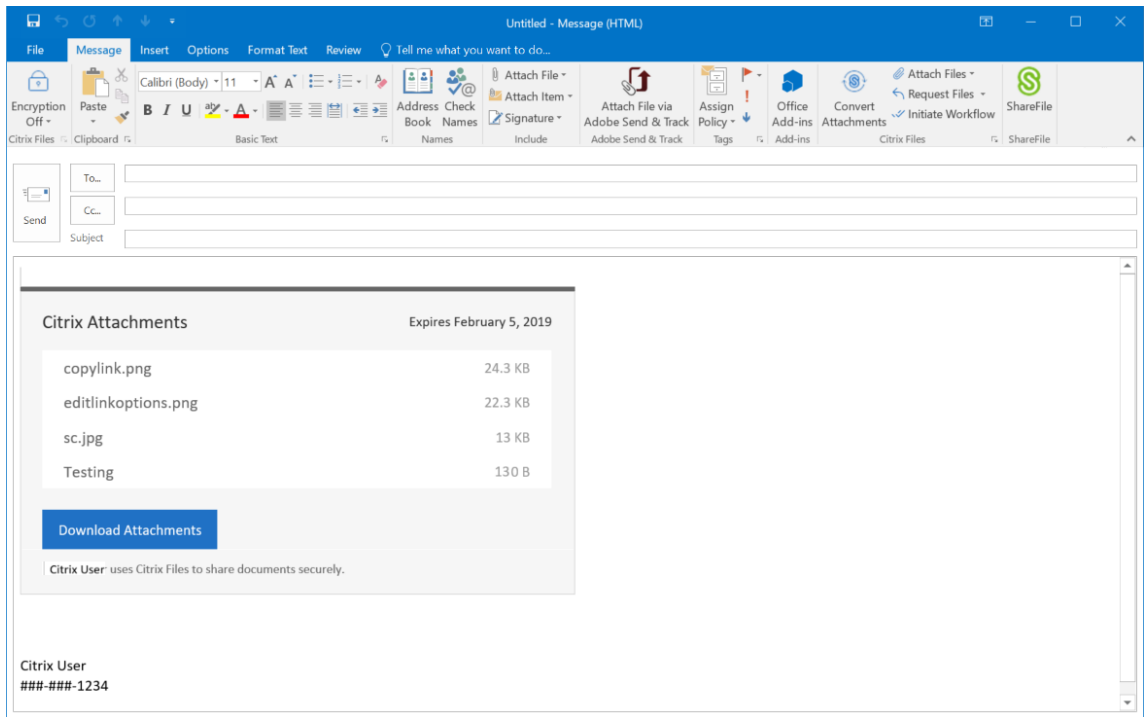 Untitled - Message (HTML)
File Message Insert Options Format Text Review Tell me what you want to do...
Encryption Off
Citrix Files
Paste
Clipboard
Calibri (Body) 11 A A
B I U aby A
Basic Text
Address Book
Check Names
Names
Attach File
Attach Item
Signature
Include
Attach File via Adobe Send & Track
Adobe Send & Track
Assign Policy
Tags
Office Add-ins
Add-ins
Convert Attachments
Attach Files
Request Files
Initiate Workflow
Citrix Files
ShareFile
ShareFile
Send
To...
Cc...
Subject
Citrix Attachments Expires February 5, 2019
copylink.png 24.3 KB
editlinkoptions.png 22.3 KB
sc.jpg 13 KB
Testing 130 B
Download Attachments
Citrix User uses Citrix Files to share documents securely.
Citrix User
###-###-1234